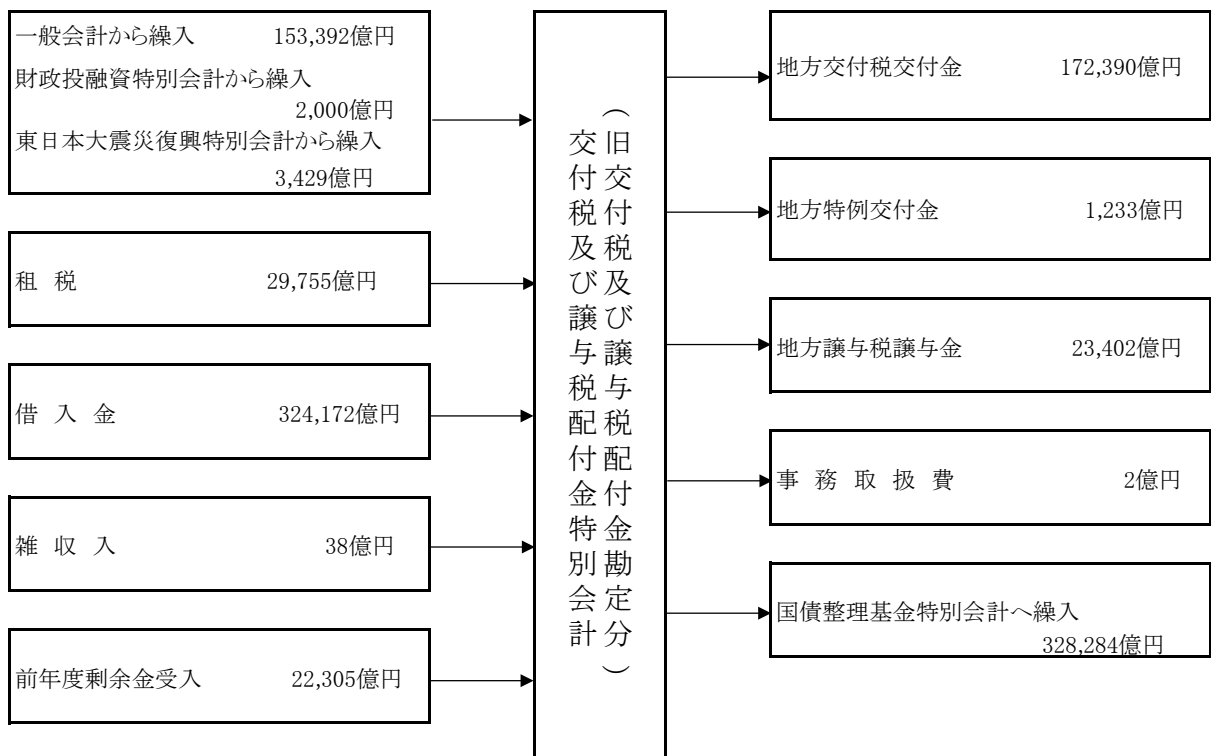 一般会計から繰入 153,392億円
財政投融資特別会計から繰入
2,000億円
東日本大震災復興特別会計から繰入
3,429億円
租 税 29,755億円
借 入 金 324,172億円
雑 収 入 38億円
前年度剰余金受入 22,305億円
（旧交付税及び譲与税配付金勘定分）
交付税及び譲与税配付金特別会計
地方交付税交付金 172,390億円
地方特例交付金 1,233億円
地方譲与税譲与金 23,402億円
事 務 取 扱 費 2億円
国債整理基金特別会計へ繰入
328,284億円